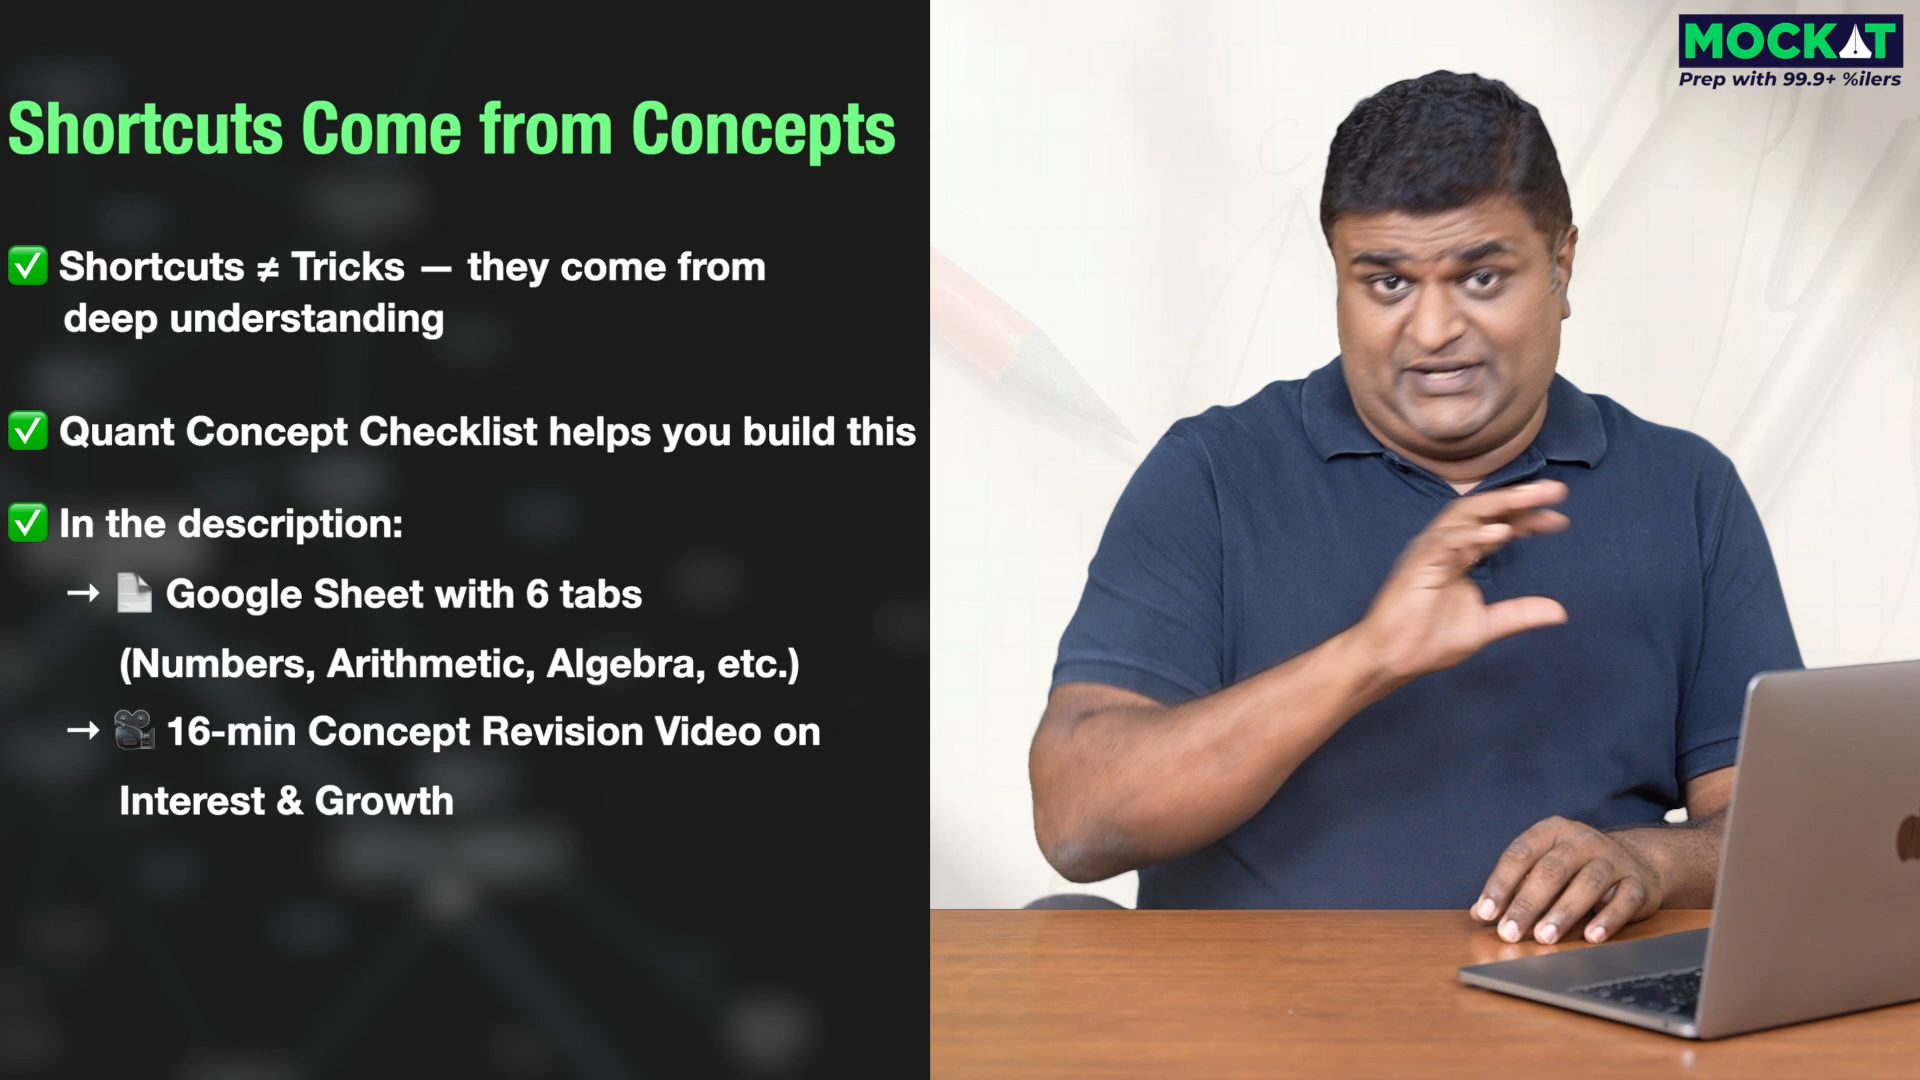 Shortcuts Come from Concepts
✅ Shortcuts ≠ Tricks — they come from
deep understanding
✅ Quant Concept Checklist helps you build this
✅ In the description:
→ 📄 Google Sheet with 6 tabs
(Numbers, Arithmetic, Algebra, etc.)
→ 🎥 16-min Concept Revision Video on
Interest & Growth
MOCKAT
Prep with 99.9+ %ilers